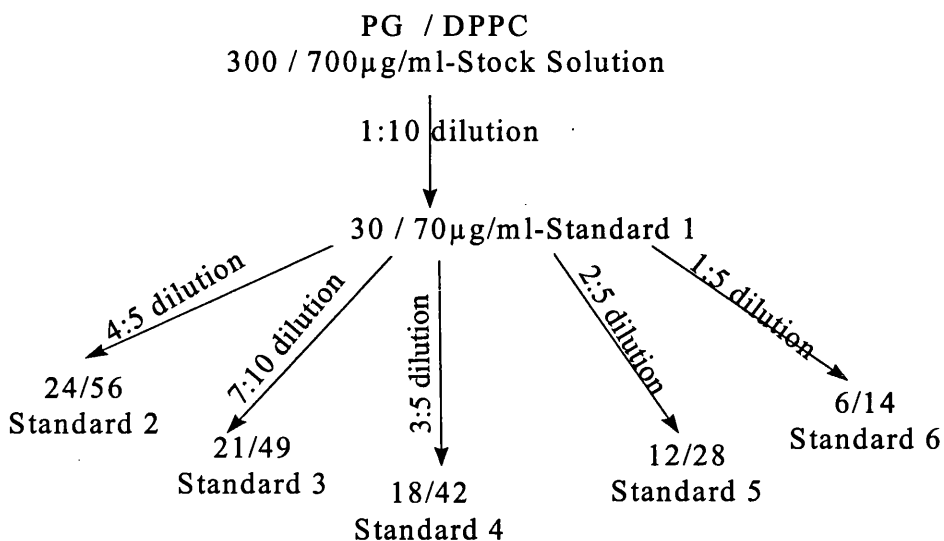 PG / DPPC
300 / 700µg/ml-Stock Solution
1:10 dilution
30 / 70µg/ml-Standard 1
4:5 dilution
7:10 dilution
3:5 dilution
2:5 dilution
1:5 dilution
24/56
Standard 2
21/49
Standard 3
18/42
Standard 4
12/28
Standard 5
6/14
Standard 6